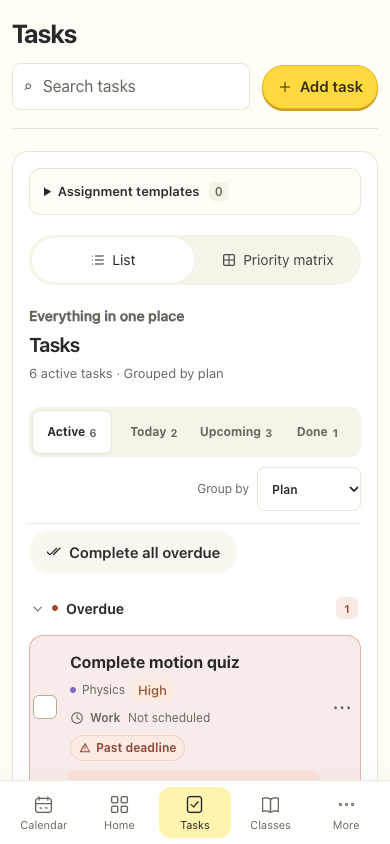 Tasks
Search tasks
+ Add task
Assignment templates 0
List
Priority matrix
Everything in one place
Tasks
6 active tasks · Grouped by plan
Active 6
Today 2
Upcoming 3
Done 1
Group by
Plan
Complete all overdue
Overdue
1
Complete motion quiz
Physics
High
Work Not scheduled
Past deadline
Calendar
Home
Tasks
Classes
More